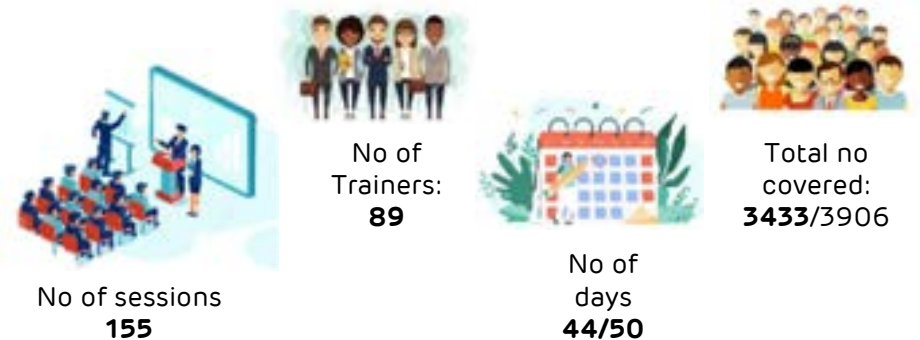 No of sessions
155
No of
Trainers:
89
No of
days
44/50
Total no
covered:
3433/3906